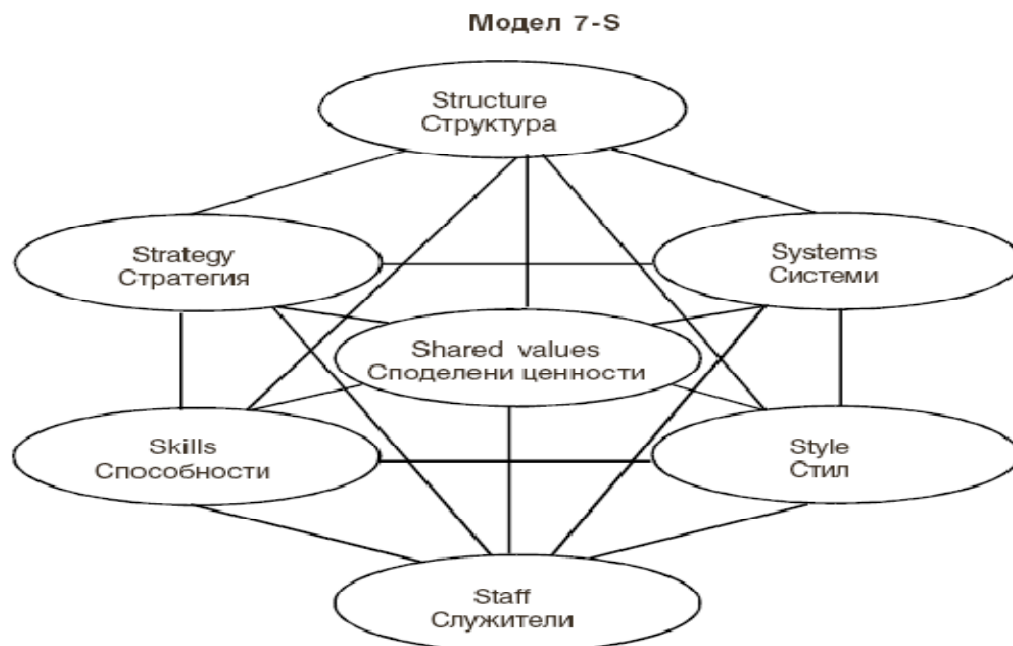 Модел 7-S
Structure
Структура
Strategy
Стратегия
Systems
Системи
Shared values
Споделени ценности
Skills
Способности
Style
Стил
Staff
Служители